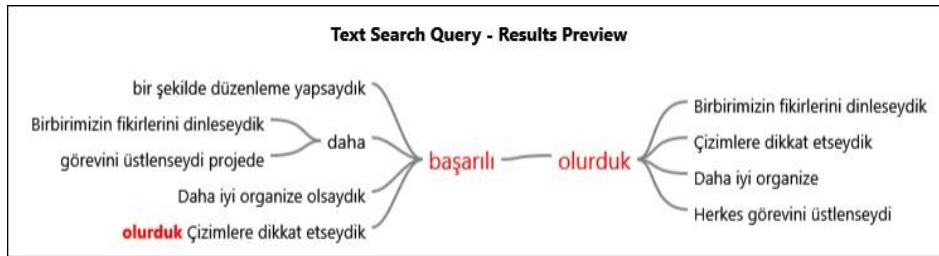 Text Search Query - Results Preview
bir şekilde düzenleme yapsaydık
Birbirimizin fikirlerini dinleseydik
daha
görevini üstlenseydi projede
Daha iyi organize olsaydık
olurduk Çizimlere dikkat etseydik
başarılı
olurduk
Birbirimizin fikirlerini dinleseydik
Çizimlere dikkat etseydik
Daha iyi organize
Herkes görevini üstlenseydi